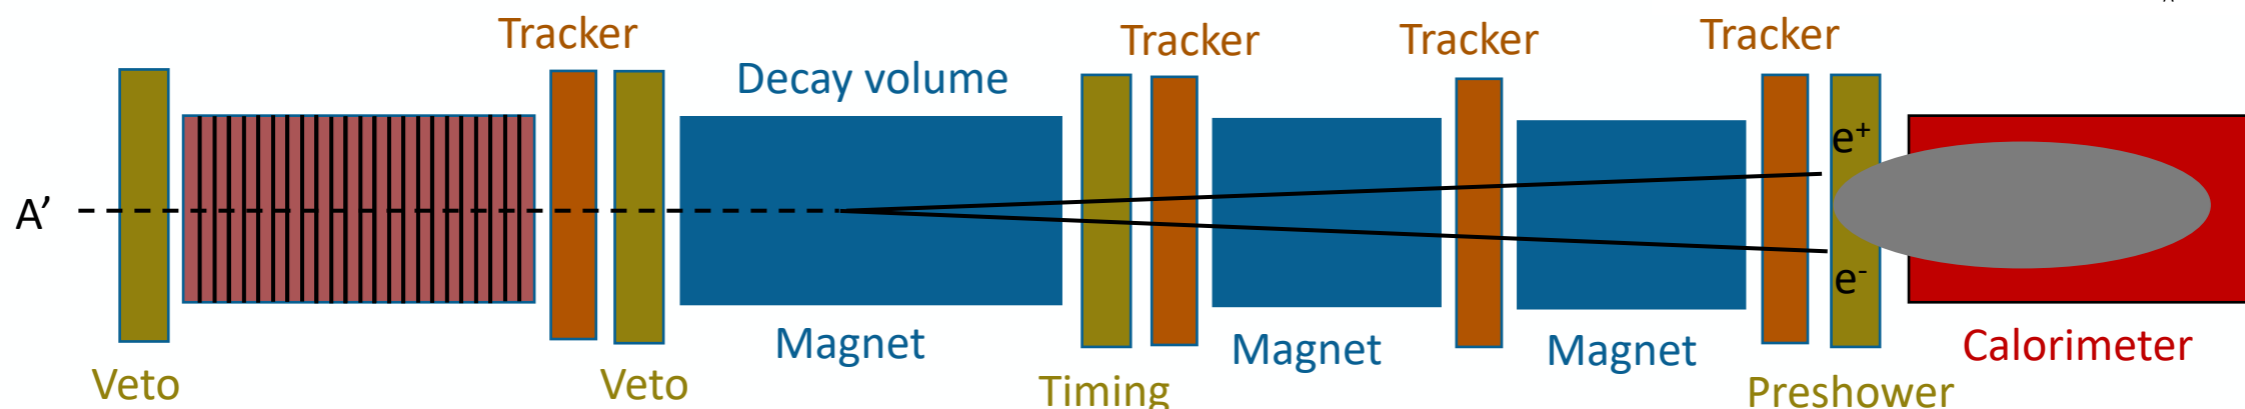 Tracker
Tracker
Tracker
Tracker
Decay volume
e⁺
A’
e⁻
Magnet
Magnet
Magnet
Calorimeter
Veto
Veto
Timing
Preshower